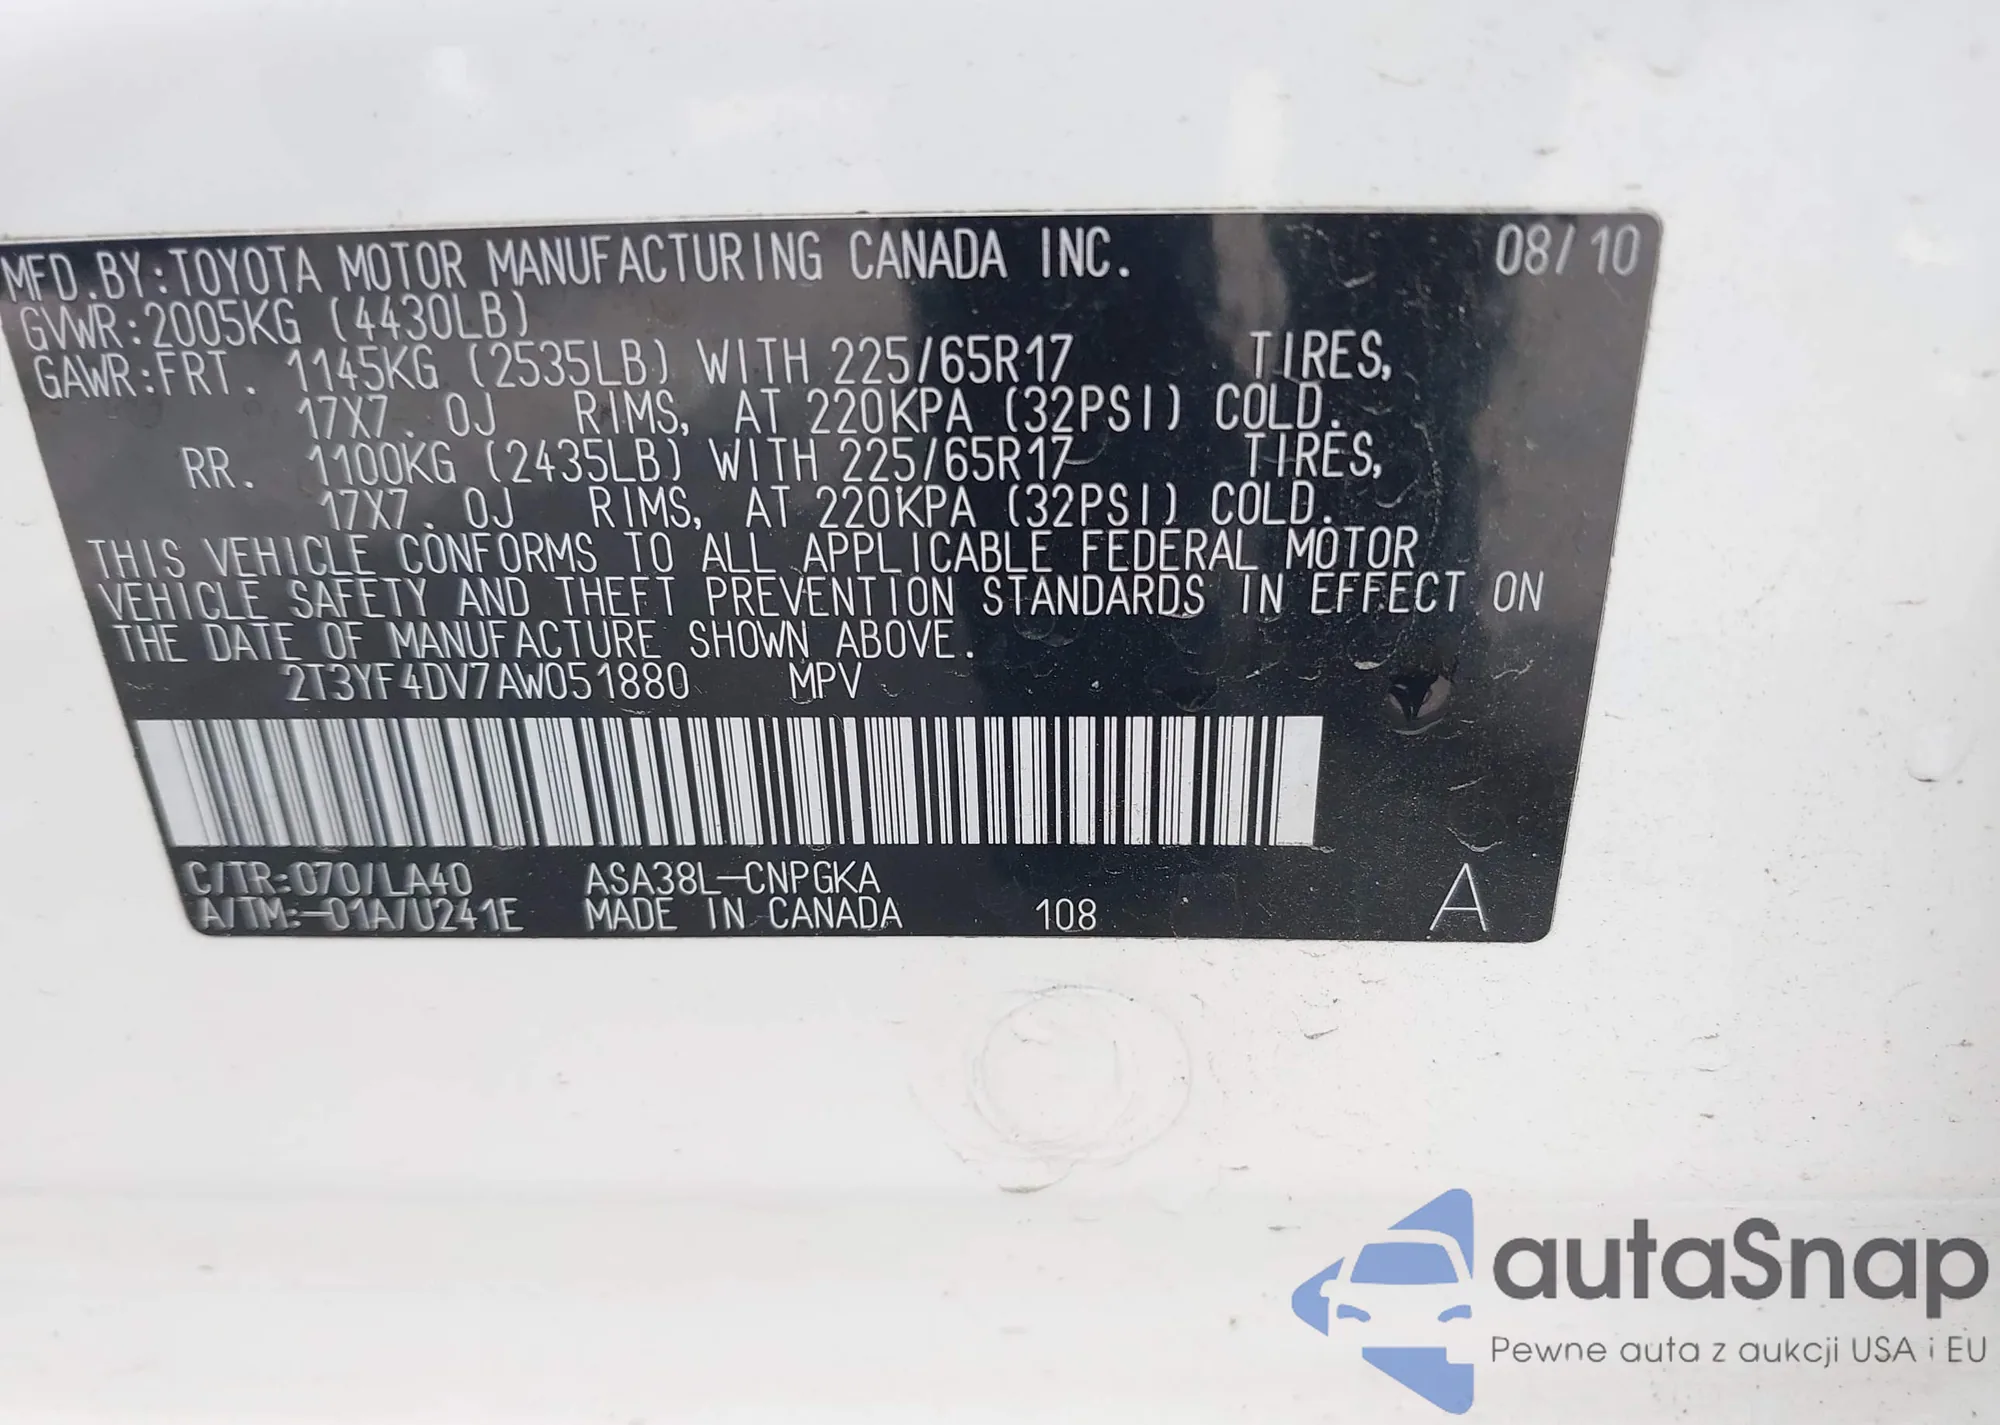 MFD.BY:TOYOTA MOTOR MANUFACTURING CANADA INC. 08/10
GVWR:2005KG (4430LB)
GAWR:FRT. 1145KG (2535LB) WITH 225/65R17 TIRES,
17X7.0J RIMS, AT 220KPA (32PSI) COLD.
RR. 1100KG (2435LB) WITH 225/65R17 TIRES,
17X7.0J RIMS, AT 220KPA (32PSI) COLD.
THIS VEHICLE CONFORMS TO ALL APPLICABLE FEDERAL MOTOR
VEHICLE SAFETY AND THEFT PREVENTION STANDARDS IN EFFECT ON
THE DATE OF MANUFACTURE SHOWN ABOVE.
2T3YF4DV7AW051880 MPV
C/TR:070/LA40 ASA38L-CNPGKA
A/TM:-01A/U241E MADE IN CANADA 108 A
autaSnap
Pewne auta z aukcji USA i EU